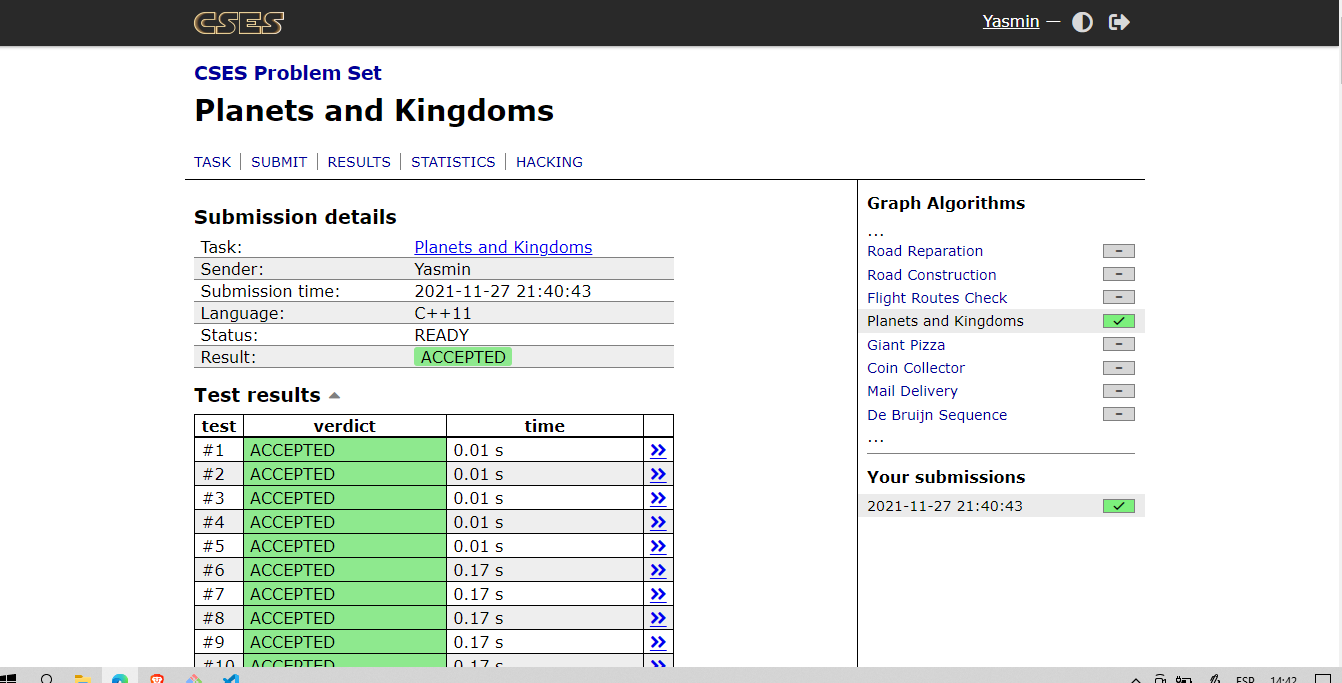 CSES
Yasmin —
CSES Problem Set
Planets and Kingdoms
TASK | SUBMIT | RESULTS | STATISTICS | HACKING
Submission details
Task: Planets and Kingdoms
Sender: Yasmin
Submission time: 2021-11-27 21:40:43
Language: C++11
Status: READY
Result: ACCEPTED
Test results
test verdict time
#1 ACCEPTED 0.01 s »
#2 ACCEPTED 0.01 s »
#3 ACCEPTED 0.01 s »
#4 ACCEPTED 0.01 s »
#5 ACCEPTED 0.01 s »
#6 ACCEPTED 0.17 s »
#7 ACCEPTED 0.17 s »
#8 ACCEPTED 0.17 s »
#9 ACCEPTED 0.17 s »
#10 ACCEPTED 0.17 s »
Graph Algorithms
...
Road Reparation –
Road Construction –
Flight Routes Check –
Planets and Kingdoms ✓
Giant Pizza –
Coin Collector –
Mail Delivery –
De Bruijn Sequence –
...
Your submissions
2021-11-27 21:40:43 ✓
ESP 14:42